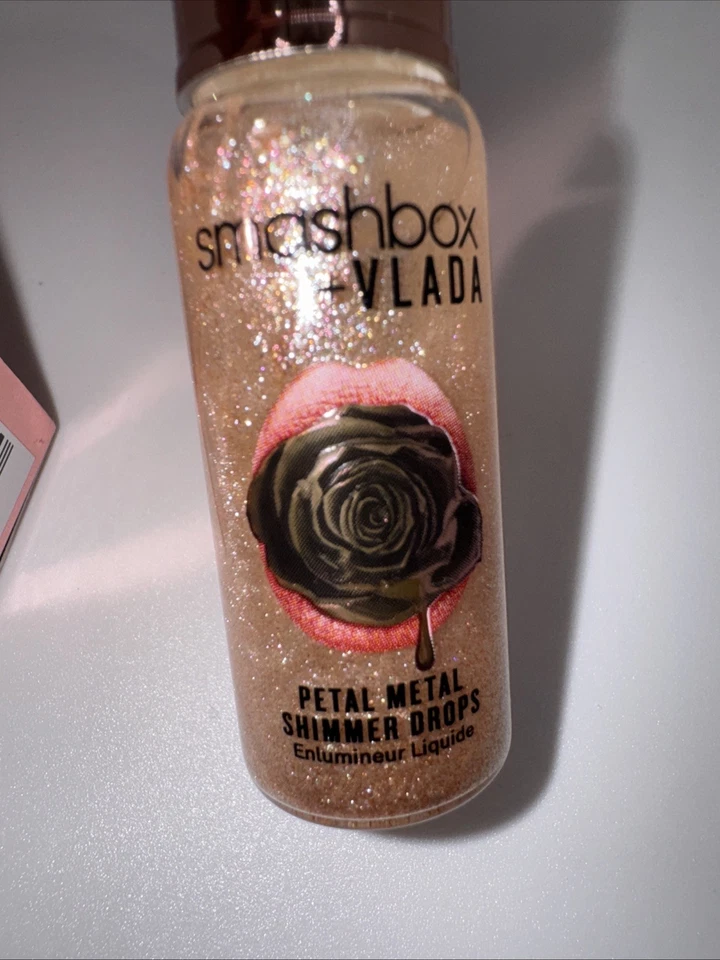 smashbox
+VLADA
PETAL METAL
SHIMMER DROPS
Enlumineur Liquide